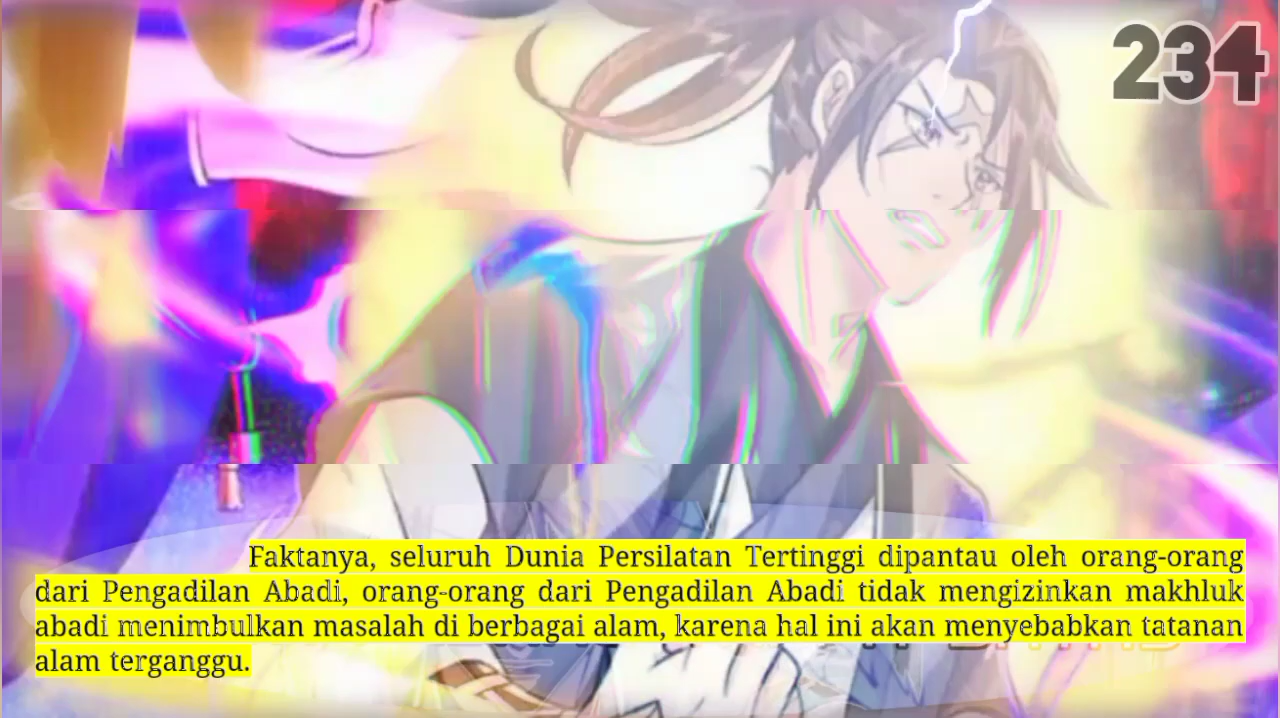 234
Faktanya, seluruh Dunia Persilatan Tertinggi dipantau oleh orang-orang
dari Pengadilan Abadi, orang-orang dari Pengadilan Abadi tidak mengizinkan makhluk
abadi menimbulkan masalah di berbagai alam, karena hal ini akan menyebabkan tatanan
alam terganggu.